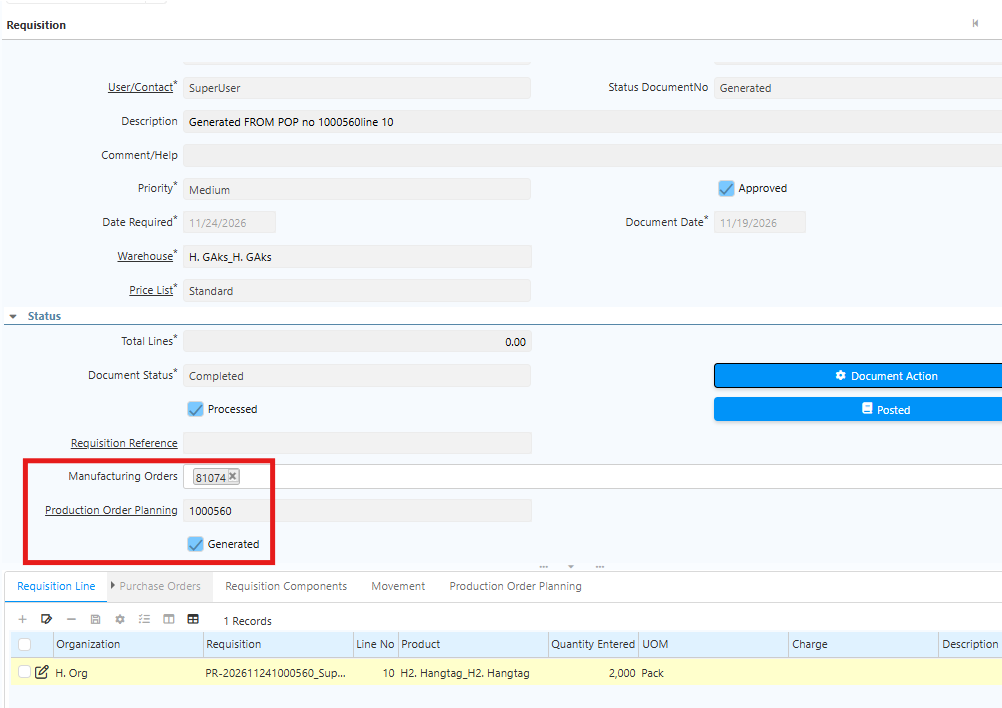 Requisition
User/Contact* SuperUser Status DocumentNo Generated
Description Generated FROM POP no 1000560line 10
Comment/Help
Priority* Medium Approved
Date Required* 11/24/2026 Document Date* 11/19/2026
Warehouse* H. GAks_H. GAks
Price List* Standard
Status
Total Lines* 0.00
Document Status* Completed Document Action
Processed Posted
Requisition Reference
Manufacturing Orders 81074
Production Order Planning 1000560
Generated
Requisition Line Purchase Orders Requisition Components Movement Production Order Planning
1 Records
Organization Requisition Line No Product Quantity Entered UOM Charge Description
H. Org PR-202611241000560_Sup... 10 H2. Hangtag_H2. Hangtag 2,000 Pack